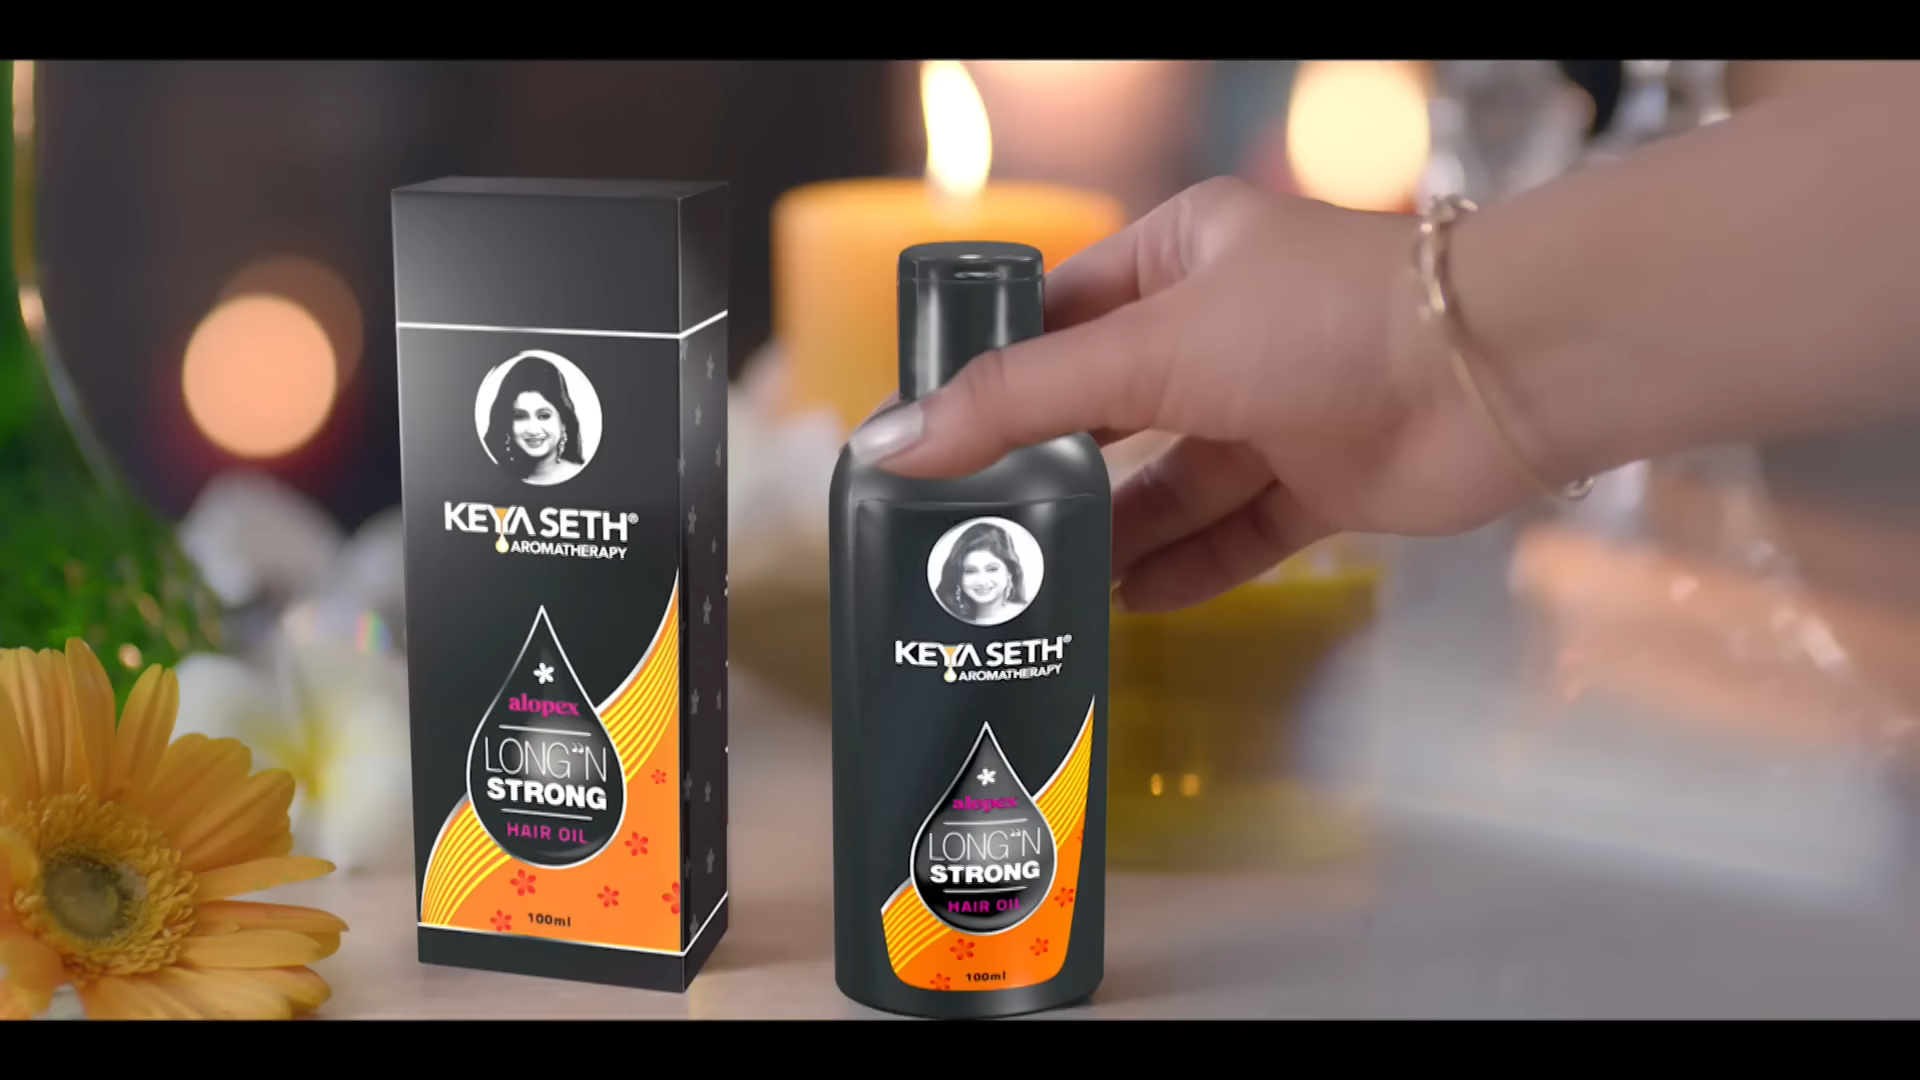 KEYA SETH®
AROMATHERAPY
alopex
LONG"N
STRONG
HAIR OIL
100ml
KEYA SETH®
AROMATHERAPY
alopex
LONG"N
STRONG
HAIR OIL
100ml